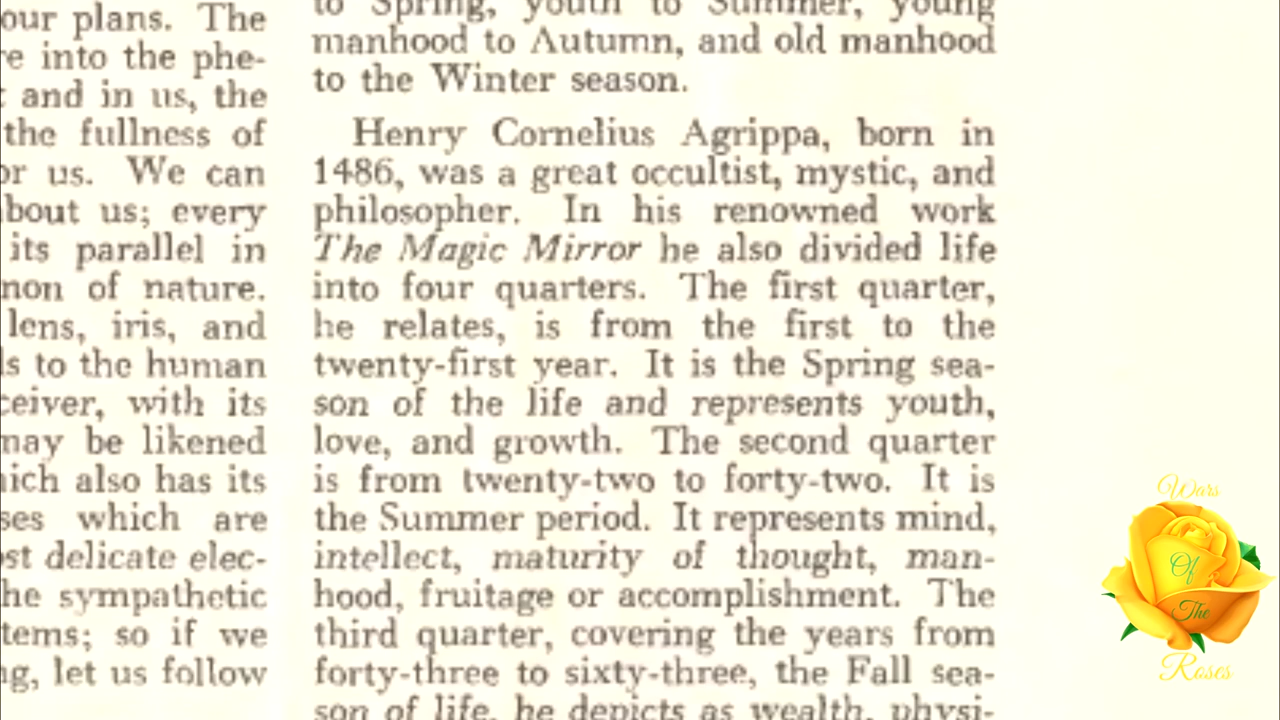 our plans. The
into the phe-
and in us, the
the fullness of
or us. We can
about us; every
its parallel in
non of nature.
lens, iris, and
to the human
ceiver, with its
may be likened
also has its
ses which are
delicate elec-
he sympathetic
tems; so if we
let us follow
to Spring, youth to Summer, young
manhood to Autumn, and old manhood
to the Winter season.
Henry Cornelius Agrippa, born in
1486, was a great occultist, mystic, and
philosopher. In his renowned work
The Magic Mirror he also divided life
into four quarters. The first quarter,
he relates, is from the first to the
twenty-first year. It is the Spring sea-
son of the life and represents youth,
love, and growth. The second quarter
is from twenty-two to forty-two. It is
the Summer period. It represents mind,
intellect, maturity of thought, man-
hood, fruitage or accomplishment. The
third quarter, covering the years from
forty-three to sixty-three, the Fall sea-
son of life, he depicts as wealth, physi-
Wars
Of
The
Roses